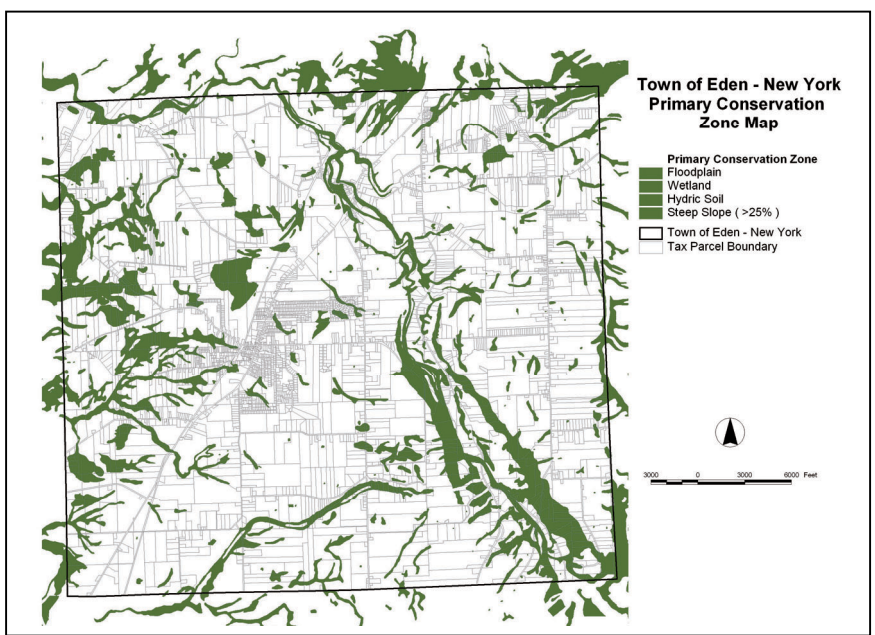 Town of Eden - New York
Primary Conservation
Zone Map
Primary Conservation Zone
Floodplain
Wetland
Hydric Soil
Steep Slope ( >25% )
Town of Eden - New York
Tax Parcel Boundary
3000 0 3000 6000 Feet